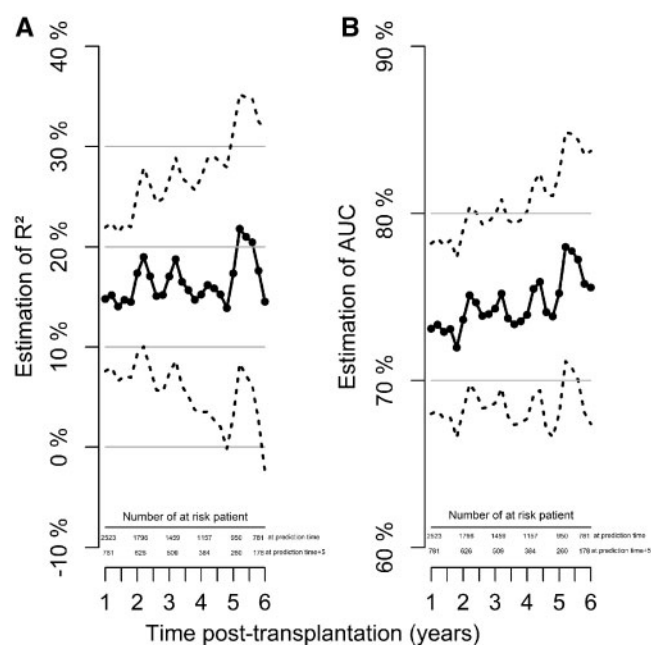 A
B
40 %
30 %
20 %
10 %
0 %
-10 %
Estimation of R²
90 %
80 %
70 %
60 %
Estimation of AUC
Number of at risk patient
2523 1796 1459 1157 950 781 at prediction time
781 626 509 384 260 178 at prediction time+5
1 2 3 4 5 6
Number of at risk patient
2523 1796 1459 1157 950 781 at prediction time
781 626 509 384 260 178 at prediction time+5
1 2 3 4 5 6
Time post-transplantation (years)